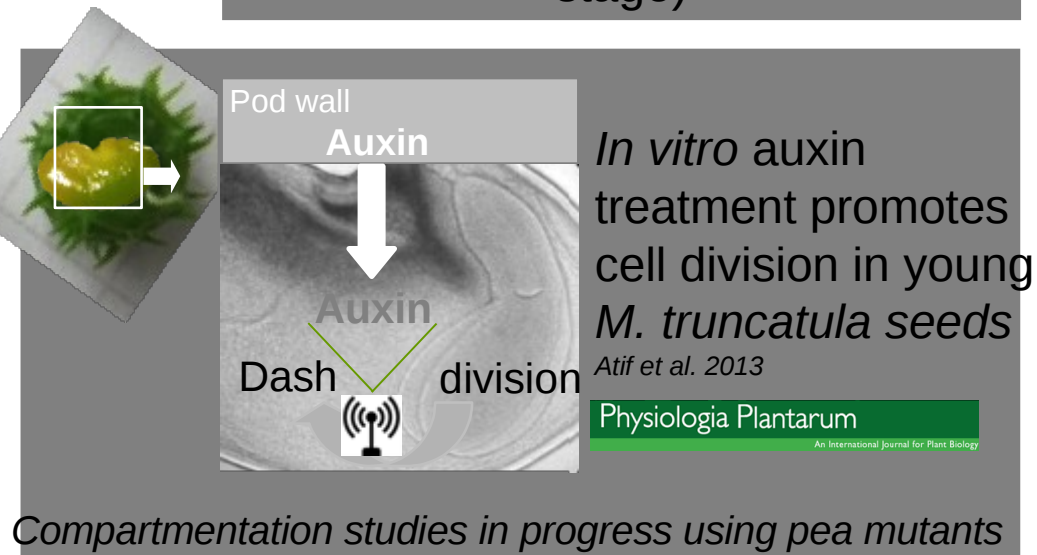 stage)
Pod wall
Auxin
Auxin
Dash
division
In vitro auxin
treatment promotes
cell division in young
M. truncatula seeds
Atif et al. 2013
Physiologia Plantarum
An International Journal for Plant Biology
Compartmentation studies in progress using pea mutants